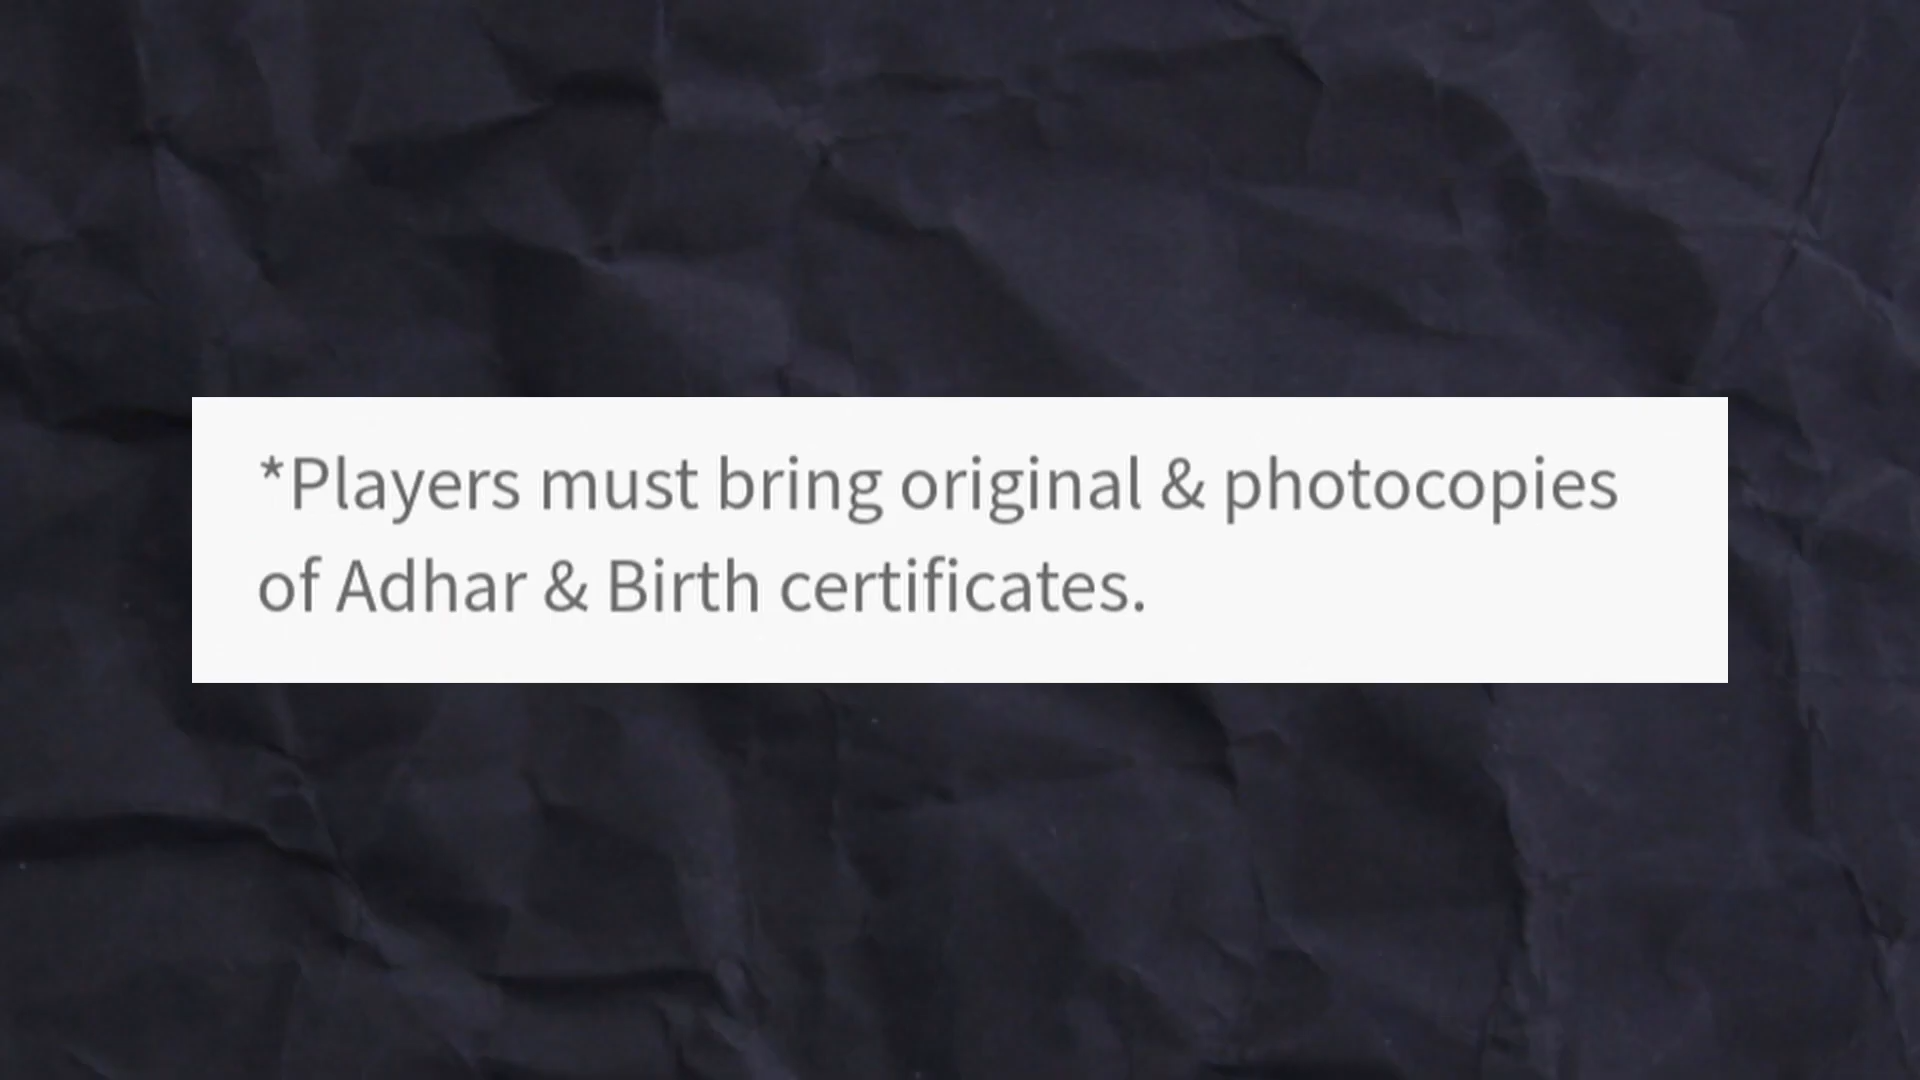 *Players must bring original & photocopies
of Adhar & Birth certificates.